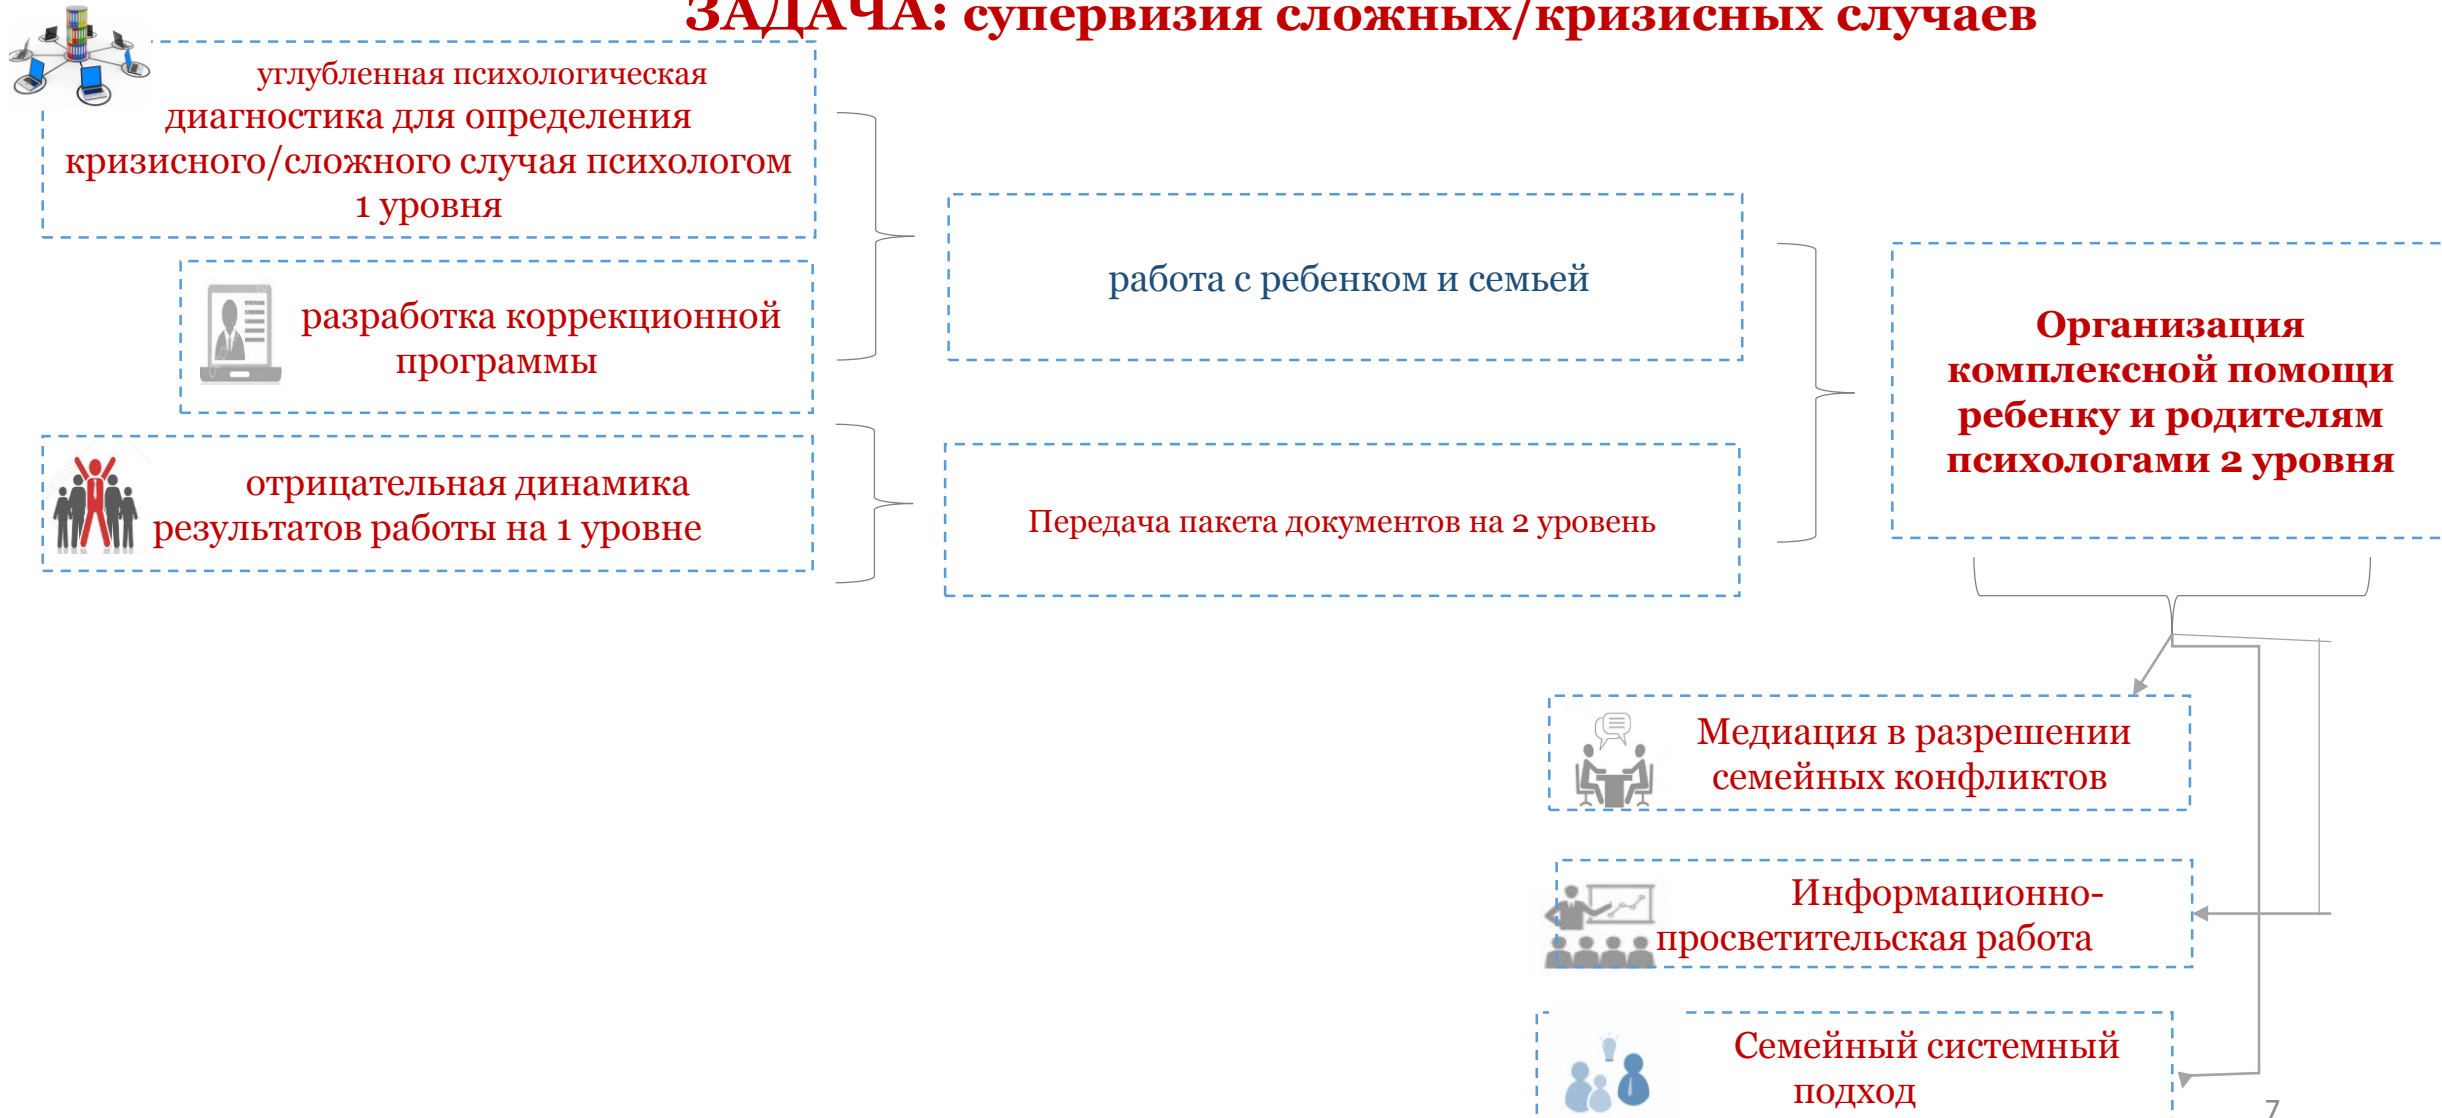 ЗАДАЧА: супервизия сложных/кризисных случаев
углубленная психологическая
диагностика для определения
кризисного/сложного случая психологом
1 уровня
разработка коррекционной
программы
отрицательная динамика
результатов работы на 1 уровне
работа с ребенком и семьей
Передача пакета документов на 2 уровень
Организация
комплексной помощи
ребенку и родителям
психологами 2 уровня
Медиация в разрешении
семейных конфликтов
Информационно-
просветительская работа
Семейный системный
подход
7